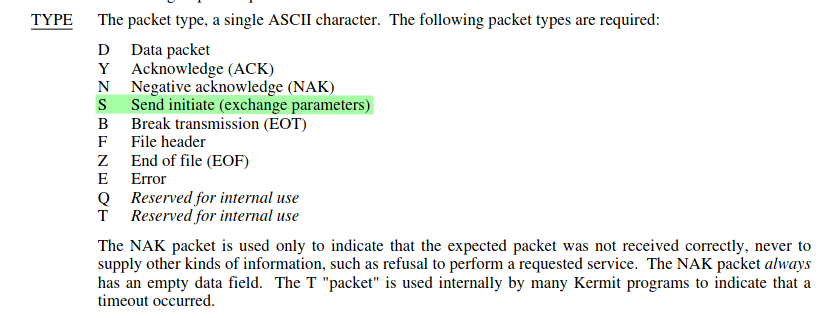 TYPE The packet type, a single ASCII character. The following packet types are required:
D Data packet
Y Acknowledge (ACK)
N Negative acknowledge (NAK)
S Send initiate (exchange parameters)
B Break transmission (EOT)
F File header
Z End of file (EOF)
E Error
Q Reserved for internal use
T Reserved for internal use
The NAK packet is used only to indicate that the expected packet was not received correctly, never to
supply other kinds of information, such as refusal to perform a requested service. The NAK packet always
has an empty data field. The T "packet" is used internally by many Kermit programs to indicate that a
timeout occurred.